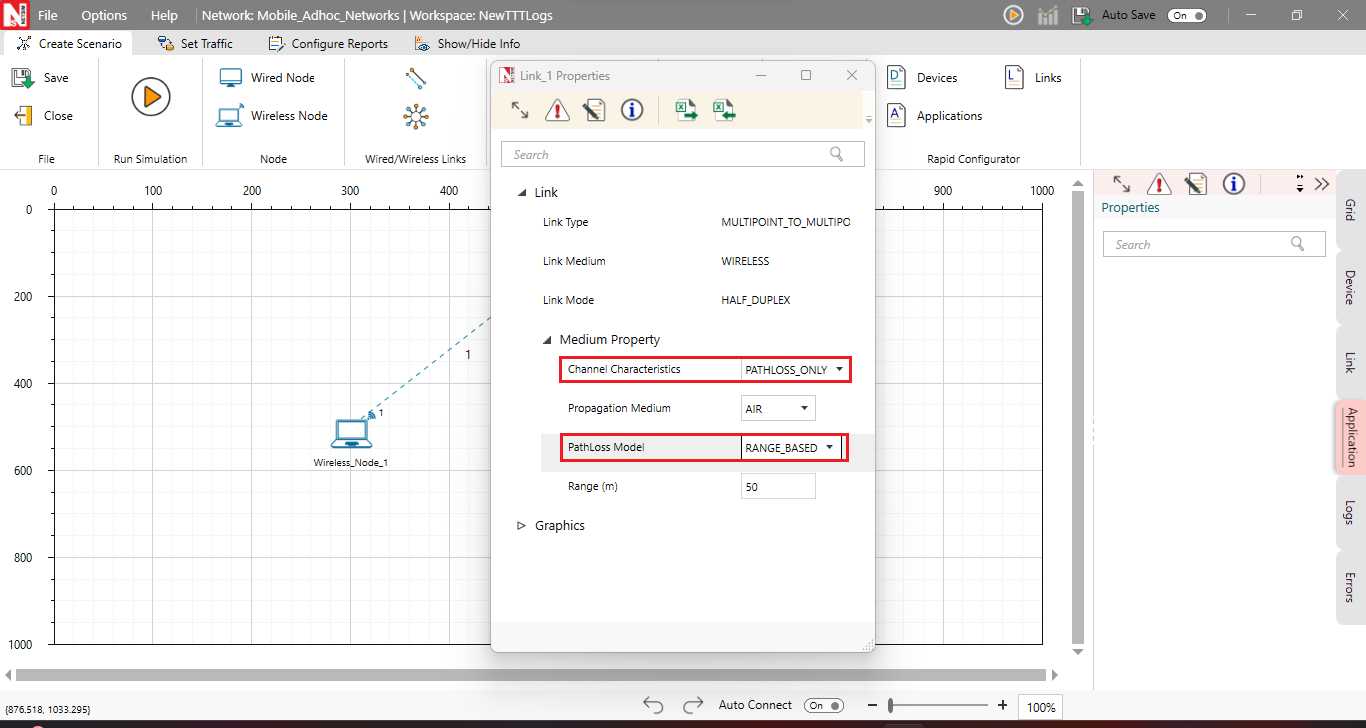 File Options Help Network: Mobile_Adhoc_Networks | Workspace: NewTTTLogs Auto Save On
Create Scenario Set Traffic Configure Reports Show/Hide Info
Save
Close
File
Run Simulation
Wired Node
Wireless Node
Node
Wired/Wireless Links
Devices
Links
Applications
Rapid Configurator
Link_1 Properties
Search
Link
Link Type MULTIPOINT_TO_MULTIPO
Link Medium WIRELESS
Link Mode HALF_DUPLEX
Medium Property
Channel Characteristics PATHLOSS_ONLY
Propagation Medium AIR
PathLoss Model RANGE_BASED
Range (m) 50
Graphics
0 100 200 300 400 900 1000
0
200
400
600
800
1000
1
1
Wireless_Node_1
Properties
Search
Grid
Device
Link
Application
Logs
Errors
{876.518, 1033.295}
Auto Connect On 100%